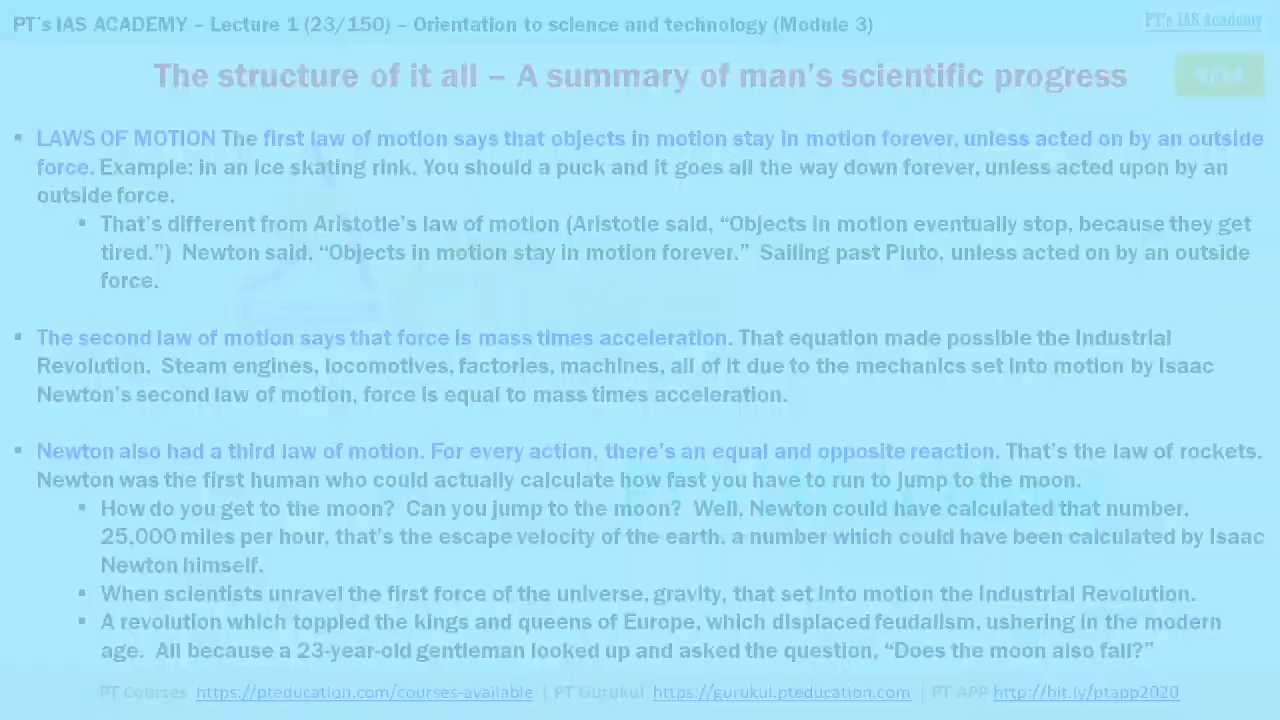 PT's IAS ACADEMY – Lecture 1 (23/150) – Orientation to science and technology (Module 3)
PT's IAS Academy
The structure of it all – A summary of man's scientific progress
▪ LAWS OF MOTION The first law of motion says that objects in motion stay in motion forever, unless acted on by an outside
force. Example: in an ice skating rink. You should a puck and it goes all the way down forever, unless acted upon by an
outside force.
▪ That's different from Aristotle's law of motion (Aristotle said, "Objects in motion eventually stop, because they get
tired.") Newton said, "Objects in motion stay in motion forever." Sailing past Pluto, unless acted on by an outside
force.
▪ The second law of motion says that force is mass times acceleration. That equation made possible the Industrial
Revolution. Steam engines, locomotives, factories, machines, all of it due to the mechanics set into motion by Isaac
Newton's second law of motion, force is equal to mass times acceleration.
▪ Newton also had a third law of motion. For every action, there's an equal and opposite reaction. That's the law of rockets.
Newton was the first human who could actually calculate how fast you have to run to jump to the moon.
▪ How do you get to the moon? Can you jump to the moon? Well, Newton could have calculated that number.
25,000 miles per hour, that's the escape velocity of the earth, a number which could have been calculated by Isaac
Newton himself.
▪ When scientists unravel the first force of the universe, gravity, that set into motion the Industrial Revolution.
▪ A revolution which toppled the kings and queens of Europe, which displaced feudalism, ushering in the modern
age. All because a 23-year-old gentleman looked up and asked the question, "Does the moon also fall?"
PT Courses https://pteducation.com/courses-available | PT Gurukul https://gurukul.pteducation.com | PT APP http://bit.ly/ptapp2020